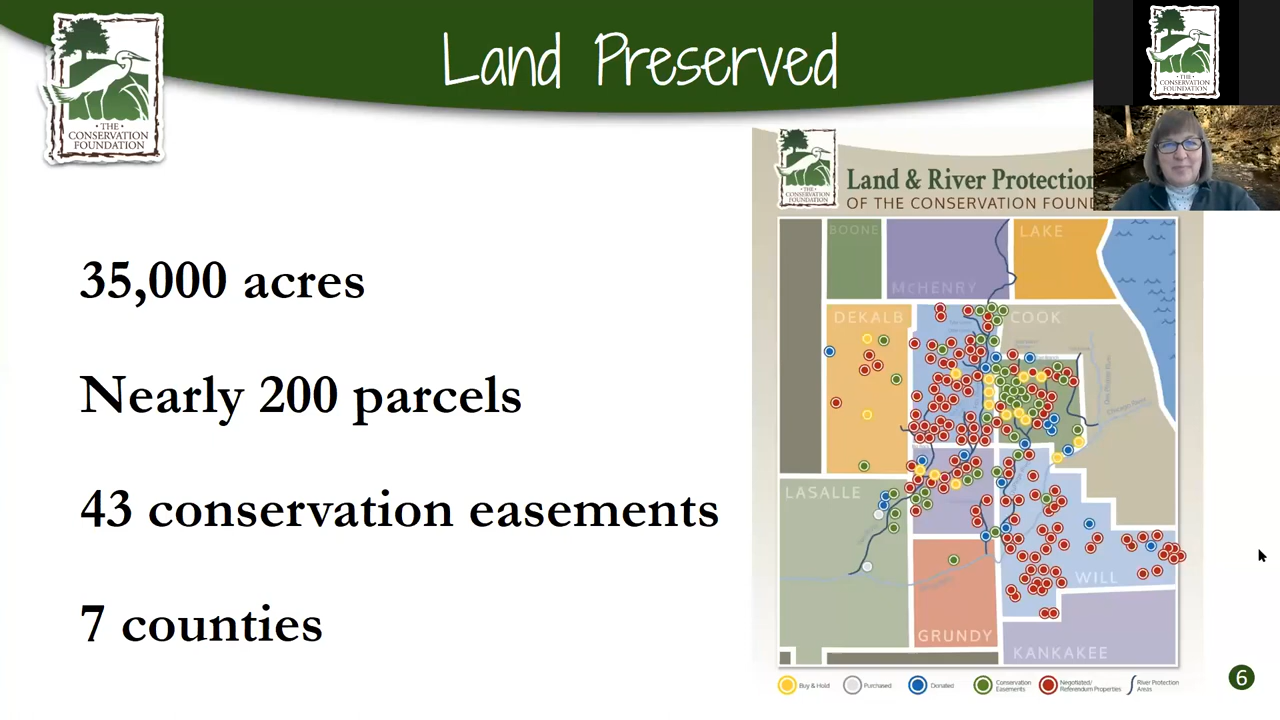 Land Preserved
• THE •
CONSERVATION
FOUNDATION
• THE •
CONSERVATION
FOUNDATION
35,000 acres
Nearly 200 parcels
43 conservation easements
7 counties
• THE •
CONSERVATION
FOUNDATION
Land & River Protection
OF THE CONSERVATION FOUND
BOONE
McHENRY
LAKE
DEKALB
COOK
Chicago River
LASALLE
WILL
GRUNDY
KANKAKEE
Buy & Hold
Purchased
Donated
Conservation
Easements
Negotiated/
Referendum Properties
River Protection
Areas
6